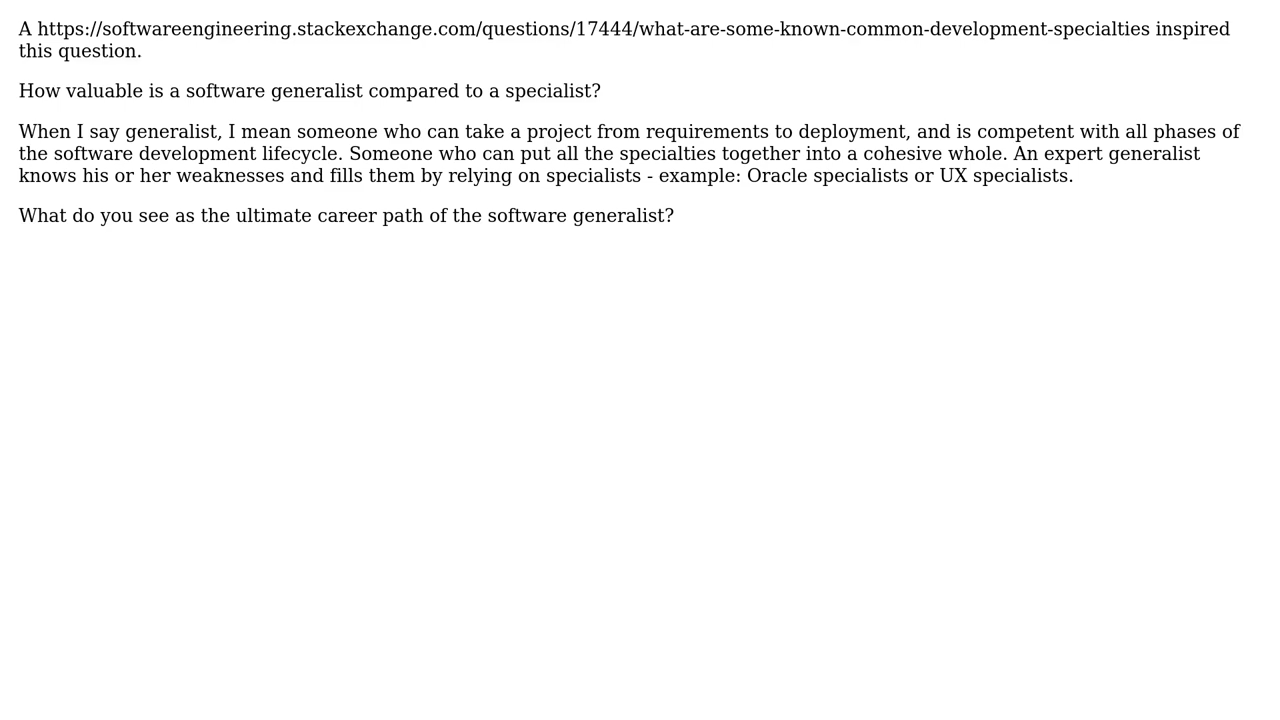 A https://softwareengineering.stackexchange.com/questions/17444/what-are-some-known-common-development-specialties inspired
this question.
How valuable is a software generalist compared to a specialist?
When I say generalist, I mean someone who can take a project from requirements to deployment, and is competent with all phases of
the software development lifecycle. Someone who can put all the specialties together into a cohesive whole. An expert generalist
knows his or her weaknesses and fills them by relying on specialists - example: Oracle specialists or UX specialists.
What do you see as the ultimate career path of the software generalist?